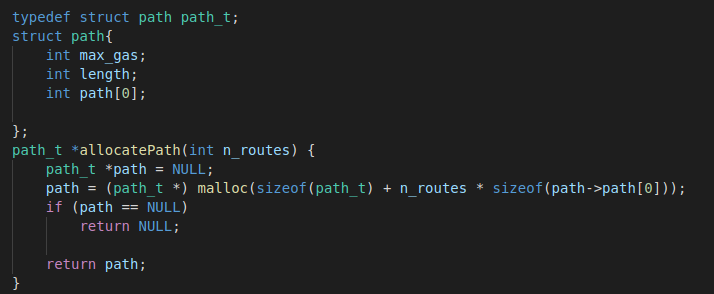 typedef struct path path_t;
struct path{
    int max_gas;
    int length;
    int path[0];
};
path_t *allocatePath(int n_routes) {
    path_t *path = NULL;
    path = (path_t *) malloc(sizeof(path_t) + n_routes * sizeof(path->path[0]));
    if (path == NULL)
        return NULL;
    return path;
}